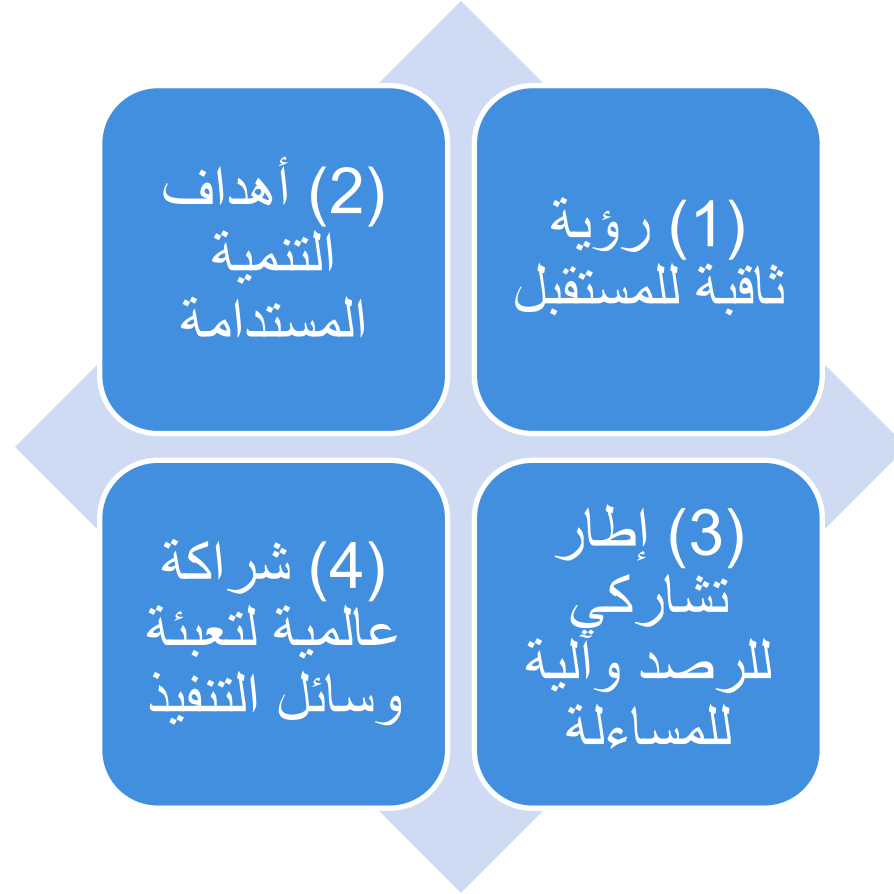 (1) رؤية
ثاقبة للمستقبل
(2) أهداف
التنمية
المستدامة
(3) إطار
تشاركي
للرصد وآلية
للمساءلة
(4) شراكة
عالمية لتعبئة
وسائل التنفيذ